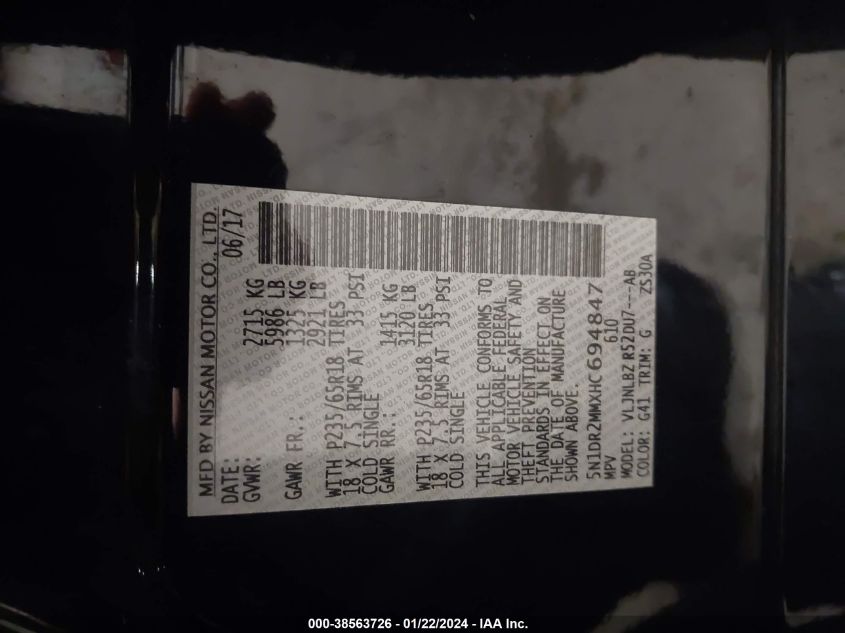 MFD BY NISSAN MOTOR CO., LTD.
DATE: 06/17
GVWR: 2715 KG
5986 LB
GAWR FR.: 1325 KG
2921 LB
WITH P235/65R18 TIRES
18 X 7.5 RIMS AT 33 PSI
COLD SINGLE
GAWR RR.: 1415 KG
3120 LB
WITH P235/65R18 TIRES
18 X 7.5 RIMS AT 33 PSI
COLD SINGLE
THIS VEHICLE CONFORMS TO
ALL APPLICABLE FEDERAL
MOTOR VEHICLE SAFETY AND
THEFT PREVENTION
STANDARDS IN EFFECT ON
THE DATE OF MANUFACTURE
SHOWN ABOVE.
5N1DR2MMXHC694847
MPV 610
MODEL: VLJNLBZ R52DU7---AB
COLOR: G41 TRIM: G ZS30A
000-38563726 - 01/22/2024 - IAA Inc.